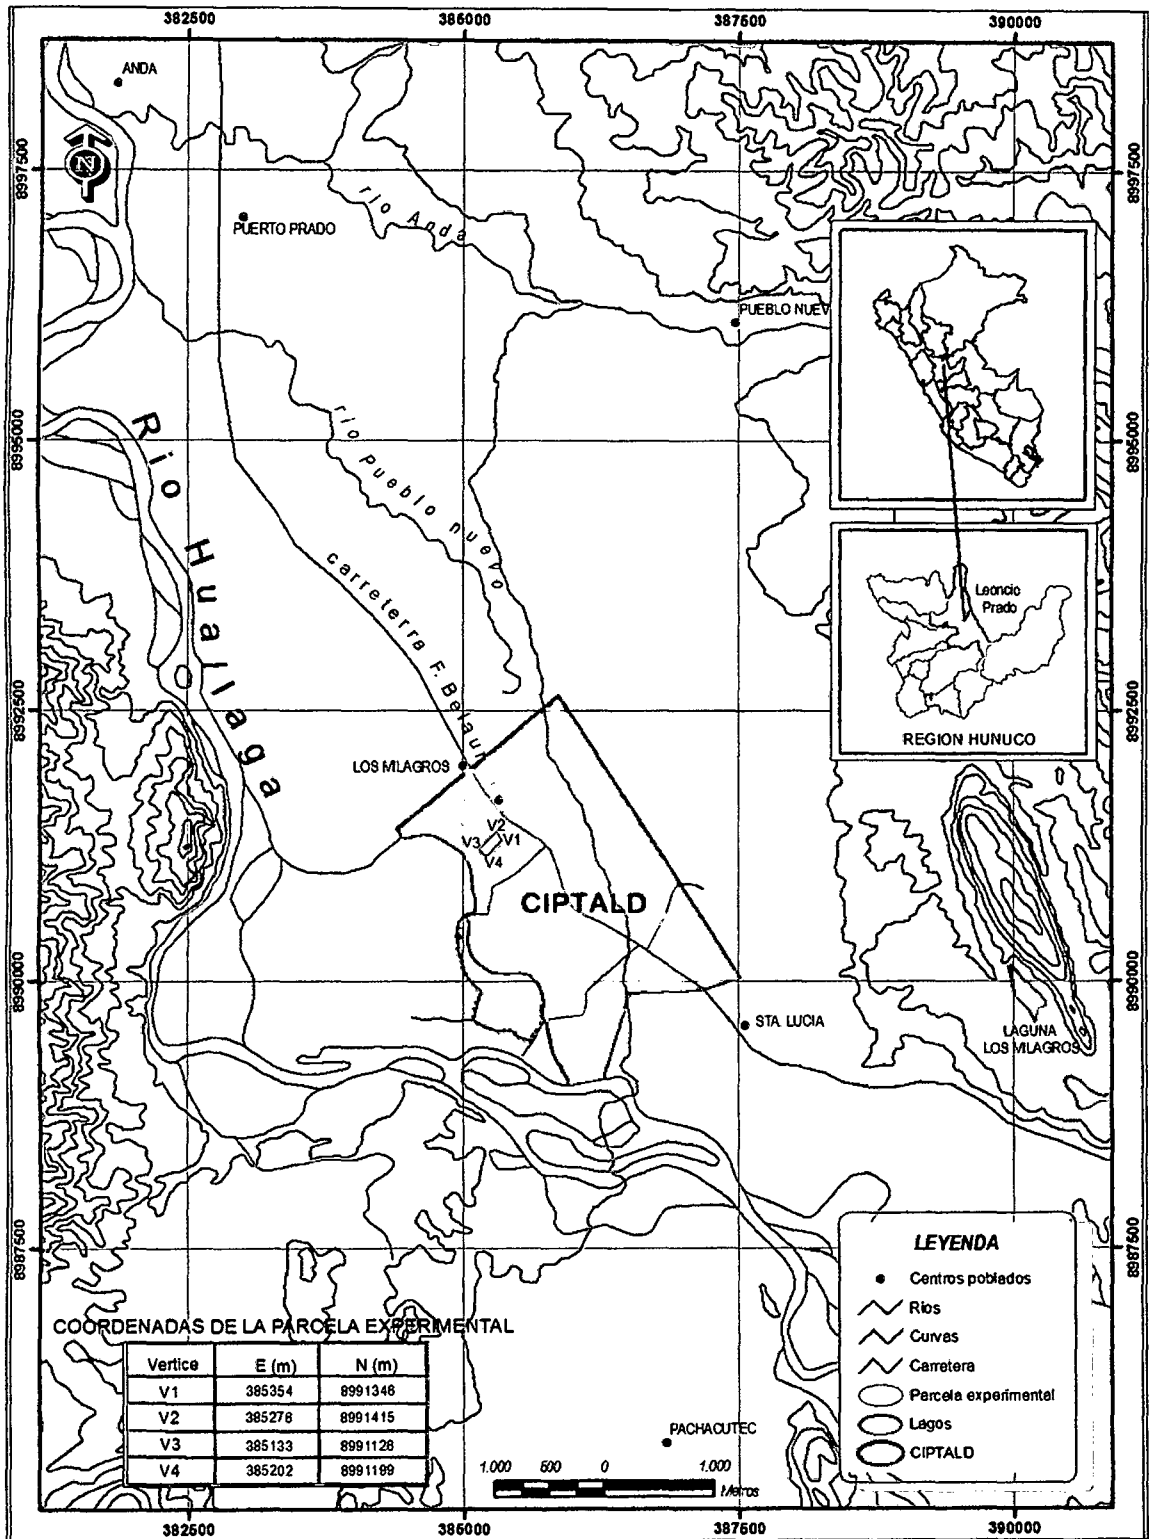 382500 385000 387500 390000
ANDA
N
8997500 8997500
río Anda
PUERTO PRADO
PUEBLO NUEV
8995000 8995000
Rio Huallaga
río Pueblo nuevo
carreterra F. Belaun
Leoncio
Prado
8992500 8992500
REGION HUNUCO
LOS MILAGROS
V2
V3 V1
V4
CIPTALD
8990000 8990000
STA. LUCIA
LAGUNA
LOS MILAGROS
8987500 8987500
LEYENDA
Centros poblados
Rios
Curvas
Carretera
Parcela experimental
Lagos
CIPTALD
COORDENADAS DE LA PARCELA EXPERIMENTAL
Vertice E (m) N (m)
V1 385354 8991346
V2 385276 8991415
V3 385133 8991126
V4 385202 8991199
PACHACUTEC
1.000 500 0 1.000
Metros
382500 385000 387500 390000